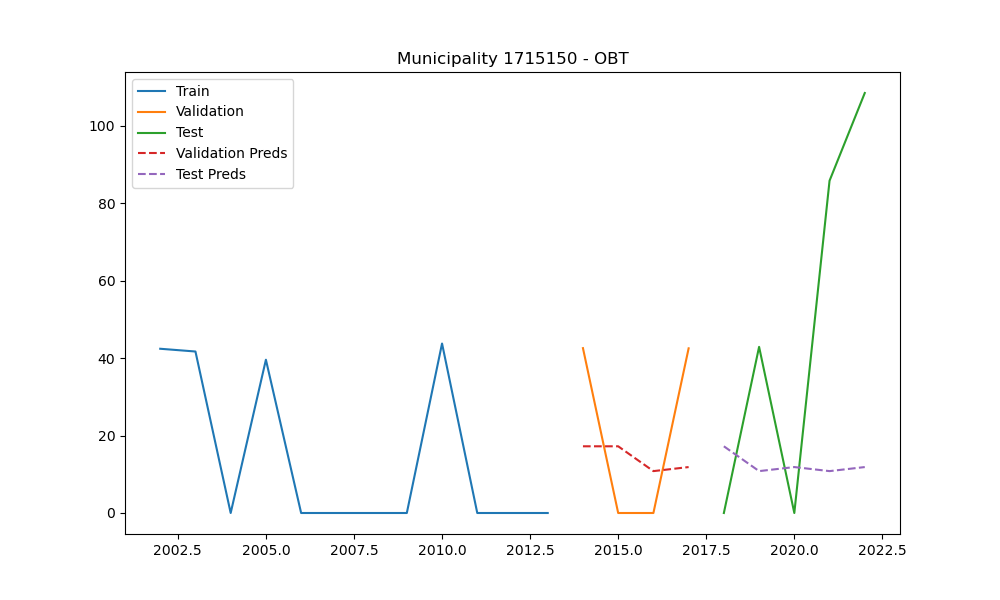 Municipality 1715150 - OBT
Train
Validation
Test
Validation Preds
Test Preds
100
80
60
40
20
0
2002.5 2005.0 2007.5 2010.0 2012.5 2015.0 2017.5 2020.0 2022.5